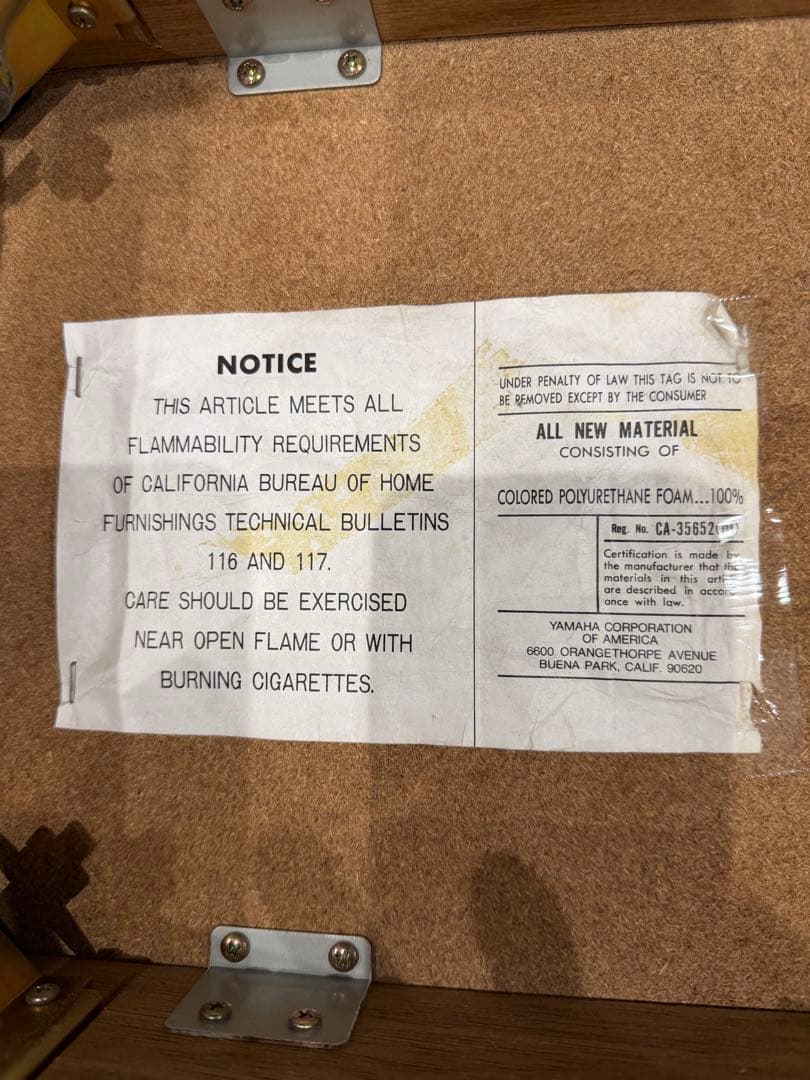 NOTICE
THIS ARTICLE MEETS ALL
FLAMMABILITY REQUIREMENTS
OF CALIFORNIA BUREAU OF HOME
FURNISHINGS TECHNICAL BULLETINS
116 AND 117.
CARE SHOULD BE EXERCISED
NEAR OPEN FLAME OR WITH
BURNING CIGARETTES.
UNDER PENALTY OF LAW THIS TAG IS NOT TO
BE REMOVED EXCEPT BY THE CONSUMER
ALL NEW MATERIAL
CONSISTING OF
COLORED POLYURETHANE FOAM...100%
Reg. No. CA-35652
Certification is made by
the manufacturer that the
materials in this
are described in
ance with law.
YAMAHA CORPORATION
OF AMERICA
6600 ORANGETHORPE AVENUE
BUENA PARK, CALIF. 90620